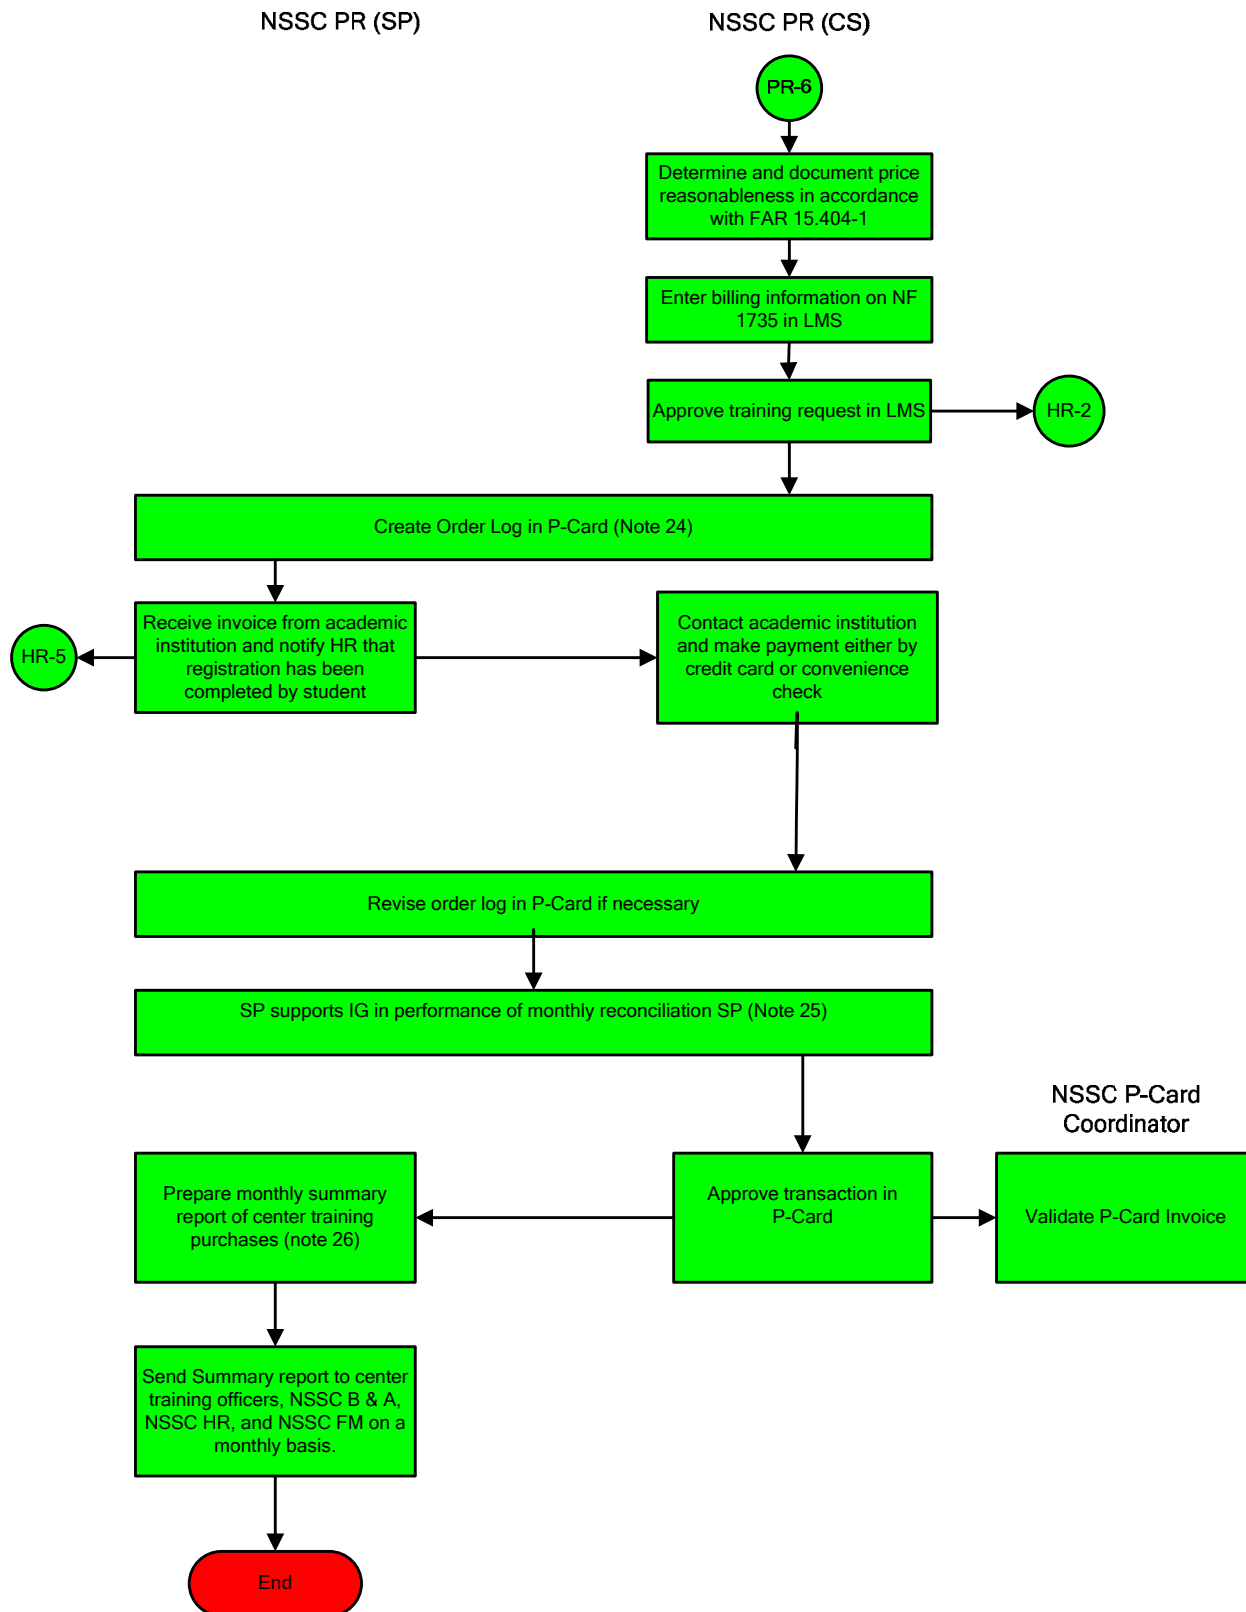 NSSC PR (SP)
NSSC PR (CS)
PR-6
Determine and document price
reasonableness in accordance
with FAR 15.404-1
Enter billing information on NF
1735 in LMS
Approve training request in LMS
HR-2
Create Order Log in P-Card (Note 24)
HR-5
Receive invoice from academic
institution and notify HR that
registration has been
completed by student
Contact academic institution
and make payment either by
credit card or convenience
check
Revise order log in P-Card if necessary
SP supports IG in performance of monthly reconciliation SP (Note 25)
NSSC P-Card
Coordinator
Prepare monthly summary
report of center training
purchases (note 26)
Approve transaction in
P-Card
Validate P-Card Invoice
Send Summary report to center
training officers, NSSC B & A,
NSSC HR, and NSSC FM on a
monthly basis.
End